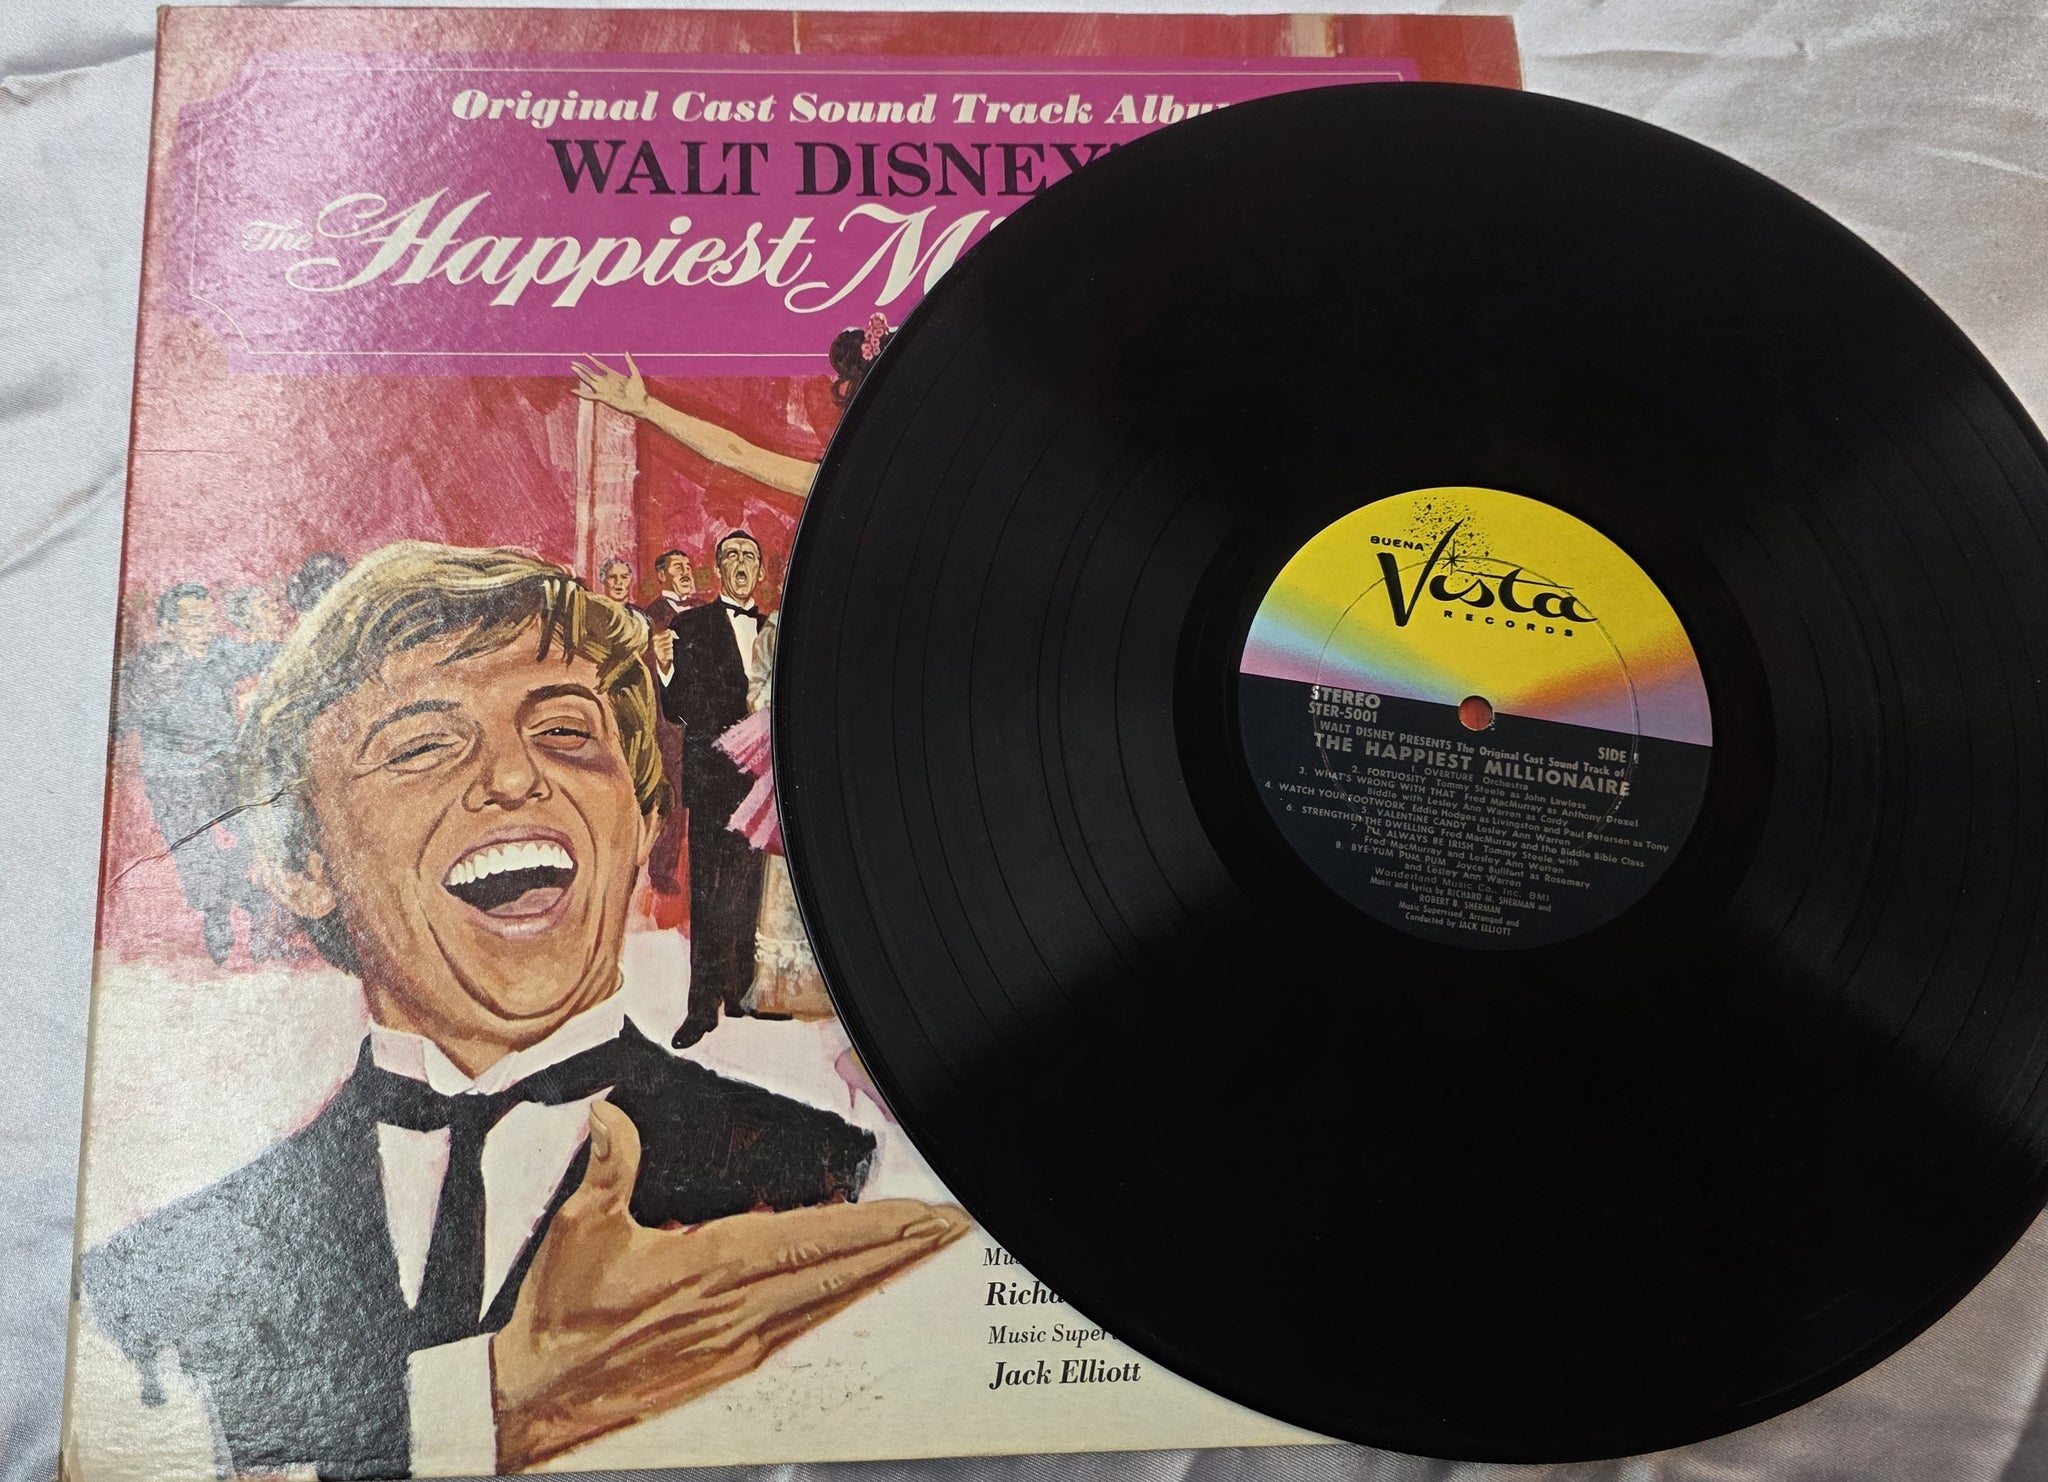 Original Cast Sound Track Albu
WALT DISNEY'
The Happiest Mi
Mus
Richa
Music Super
Jack Elliott
BUENA
Vista
RECORDS
STEREO
STER-5001
SIDE 1
WALT DISNEY PRESENTS The Original Cast Sound Track of
THE HAPPIEST MILLIONAIRE
1. OVERTURE Orchestra
2. FORTUOSITY Tommy Steele as John Lawless
3. WHAT'S WRONG WITH THAT Fred MacMurray as Anthony Drexel
Biddle with Lesley Ann Warren as Cordy
4. WATCH YOUR FOOTWORK Eddie Hodges as Livingston and Paul Petersen as Tony
5. VALENTINE CANDY Lesley Ann Warren
6. STRENGTHEN THE DWELLING Fred MacMurray and the Biddle Bible Class
7. I'LL ALWAYS BE IRISH Tommy Steele with
Fred MacMurray and Lesley Ann Warren
8. BYE-YUM PUM PUM Joyce Bulifant as Rosemary
and Lesley Ann Warren
Wonderland Music Co., Inc. BMI
Music and Lyrics by RICHARD M. SHERMAN and
ROBERT B. SHERMAN
Music Supervised, Arranged and
Conducted by JACK ELLIOTT